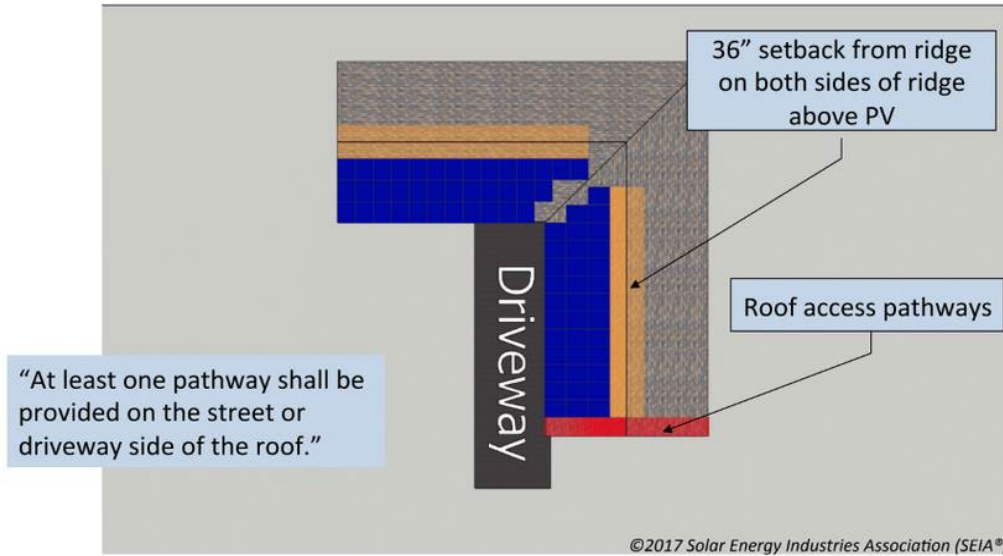 36” setback from ridge
on both sides of ridge
above PV
Driveway
Roof access pathways
“At least one pathway shall be
provided on the street or
driveway side of the roof.”
©2017 Solar Energy Industries Association (SEIA®